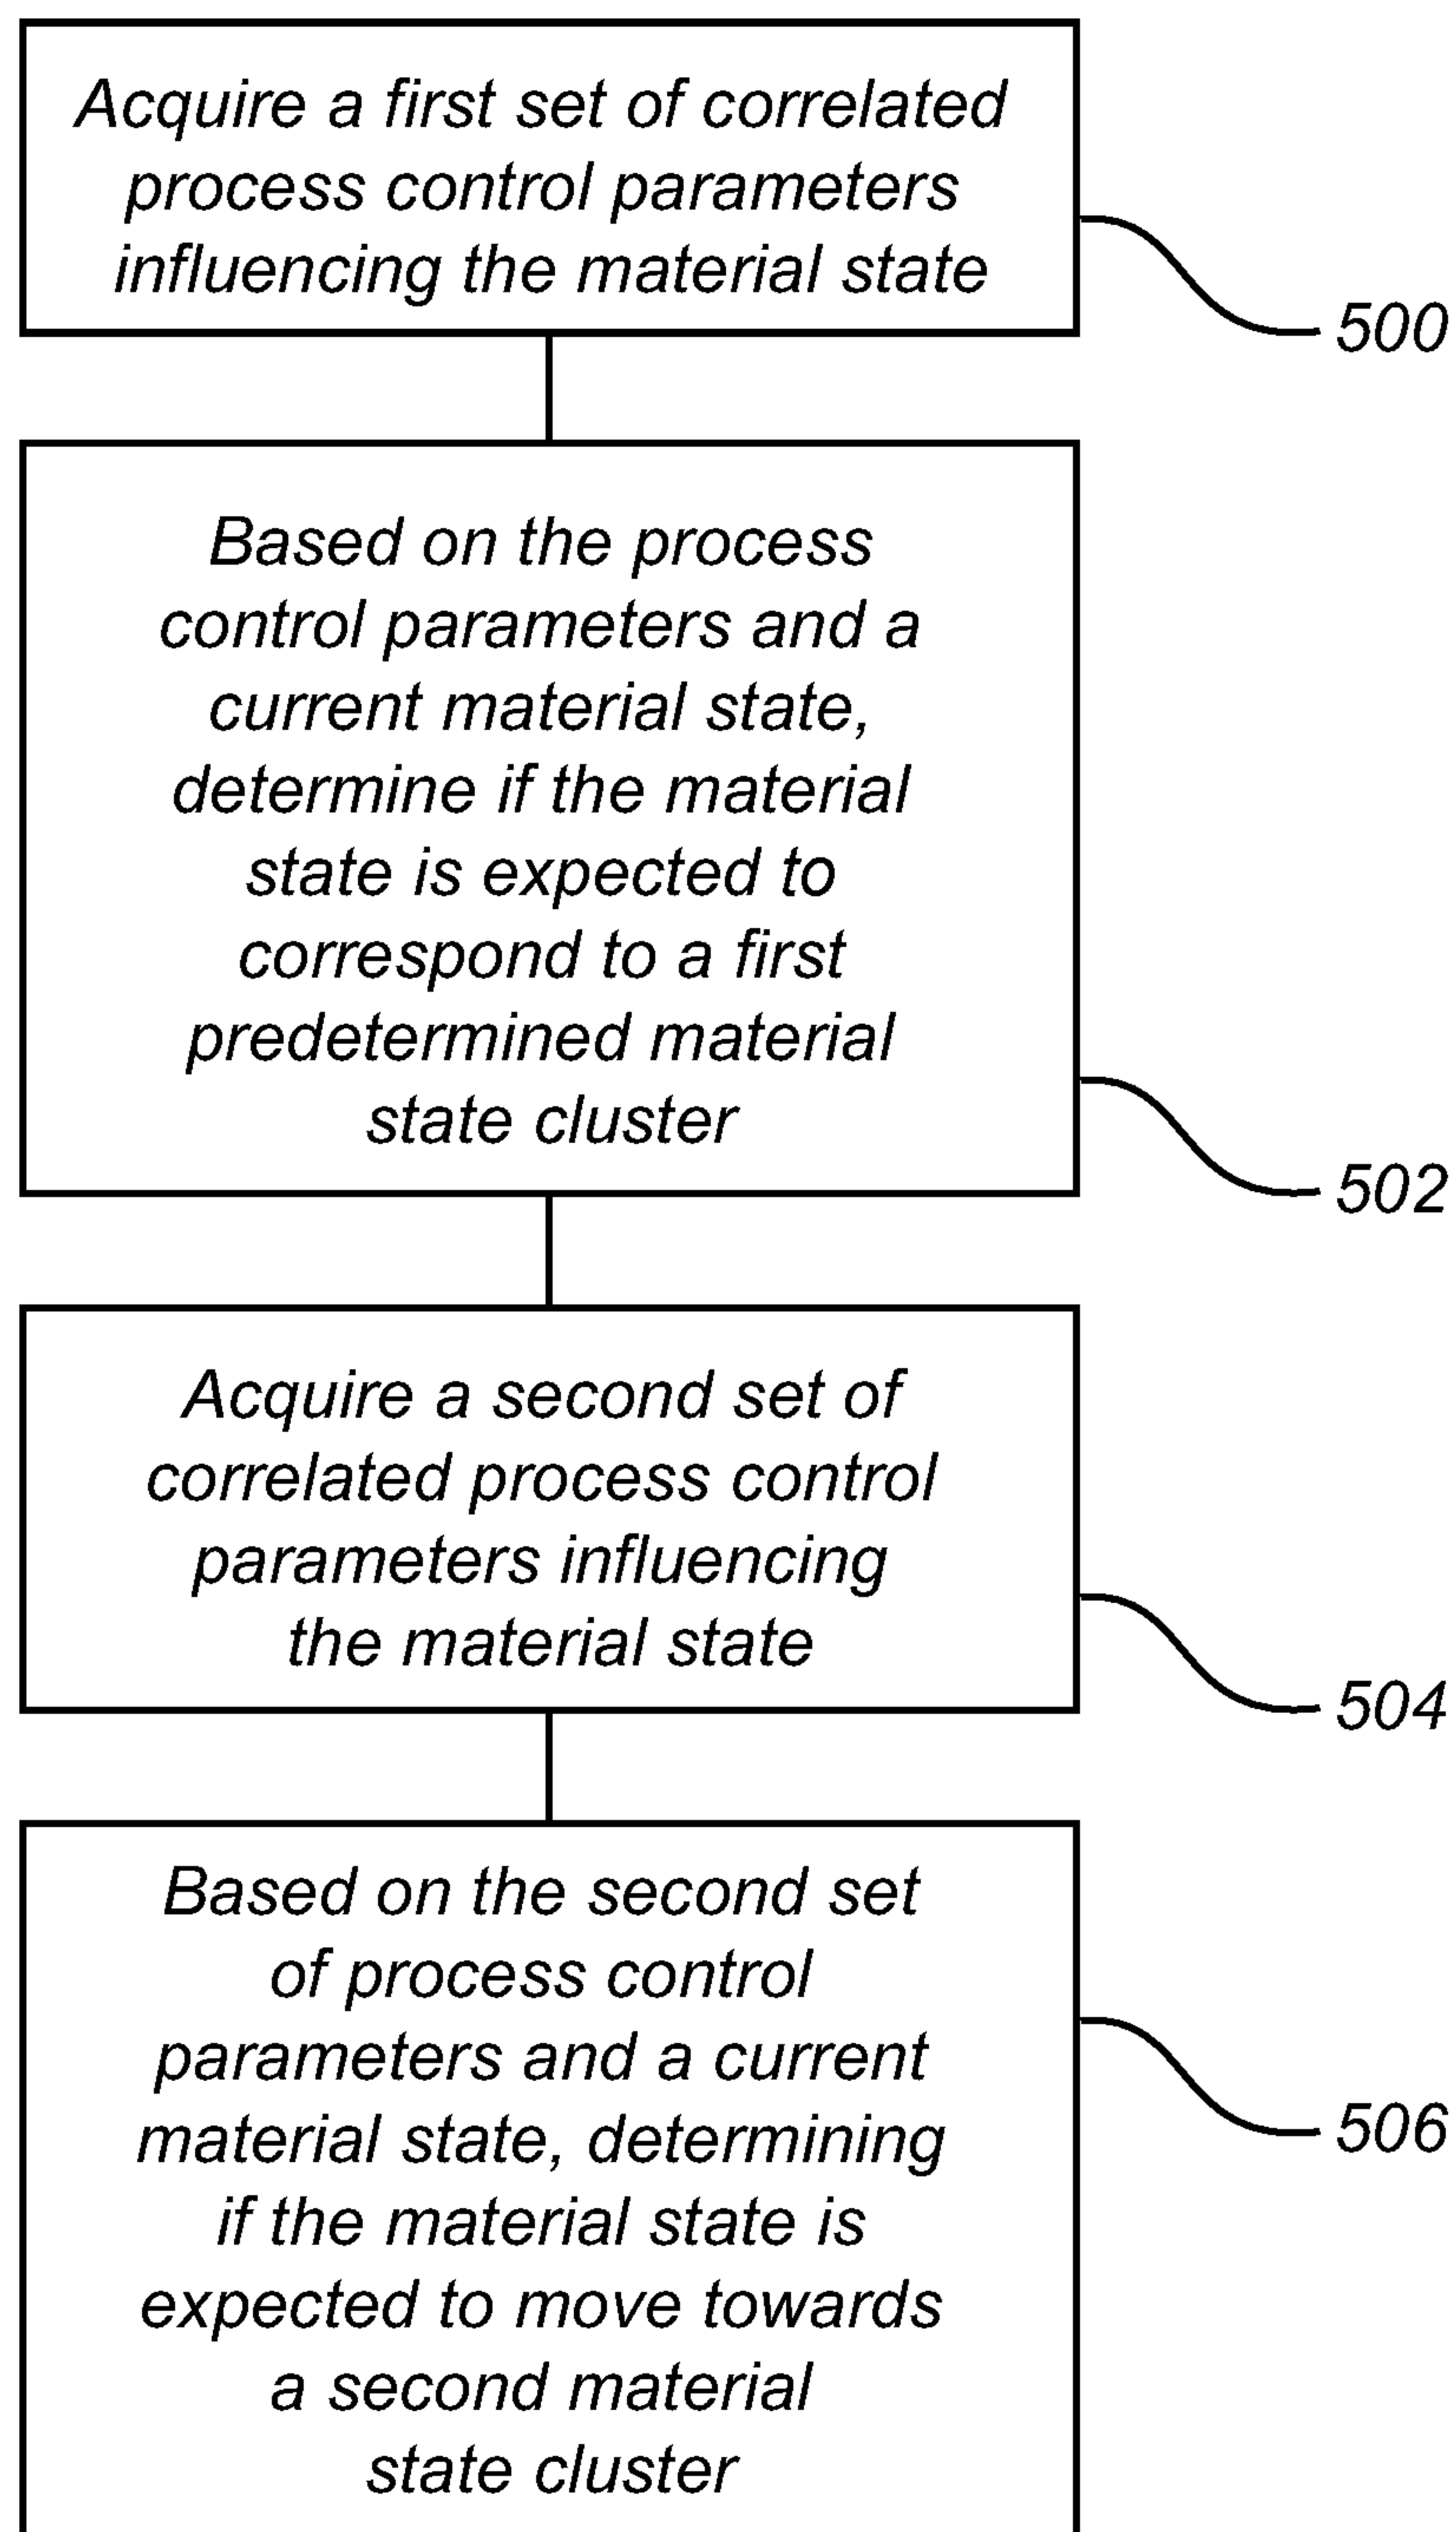 Acquire a first set of correlated
process control parameters
influencing the material state
500
Based on the process
control parameters and a
current material state,
determine if the material
state is expected to
correspond to a first
predetermined material
state cluster
502
Acquire a second set of
correlated process control
parameters influencing
the material state
504
Based on the second set
of process control
parameters and a current
material state, determining
if the material state is
expected to move towards
a second material
state cluster
506